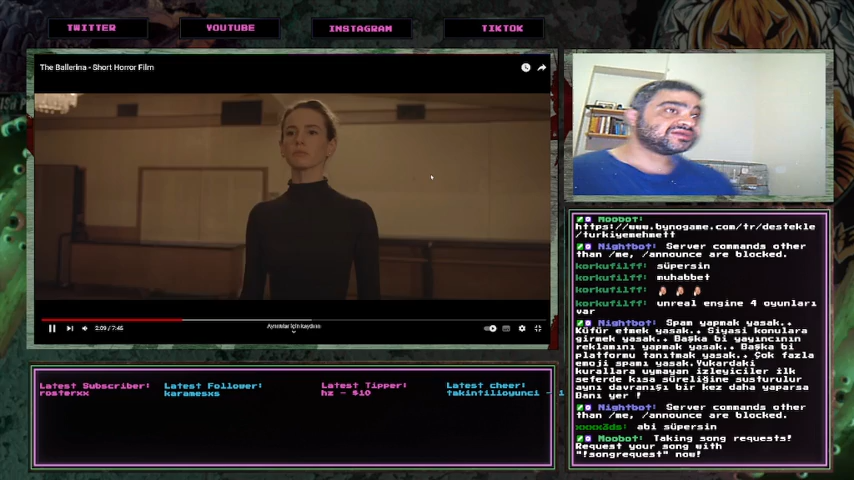 TWITTER
YOUTUBE
INSTAGRAM
TIKTOK
The Ballerina - Short Horror Film
2:09 / 7:45
Ayrıntılar için kaydırın
Moobot:
https://www.bynogame.com/tr/destekle
/turkiyemehmett
Nightbot: Server commands other
than /me, /announce are blocked.
korkufilff: süpersin
korkufilff: muhabbet
korkufilff:
korkufilff: unreal engine 4 oyunları
var
Nightbot: Spam yapmak yasak..
Küfür etmek yasak.. Siyasi konulara
girmek yasak.. Başka bi yayıncının
reklamını yapmak yasak.. Başka bi
platformu tanıtmak yasak.. Çok fazla
emoji spamı yasak.Yukardaki
kurallara uymayan izleyiciler ilk
seferde kısa süreliğine susturulur
aynı davranışı bir kez daha yaparsa
Banı yer !
Nightbot: Server commands other
than /me, /announce are blocked.
xxxx3ds: abi süpersin
Moobot: Taking song requests!
Request your song with
"!songrequest" now!
Latest Subscriber:
rosterxx
Latest Follower:
karamesxs
Latest Tipper:
hz - $10
Latest cheer:
takintilioyunci - 1